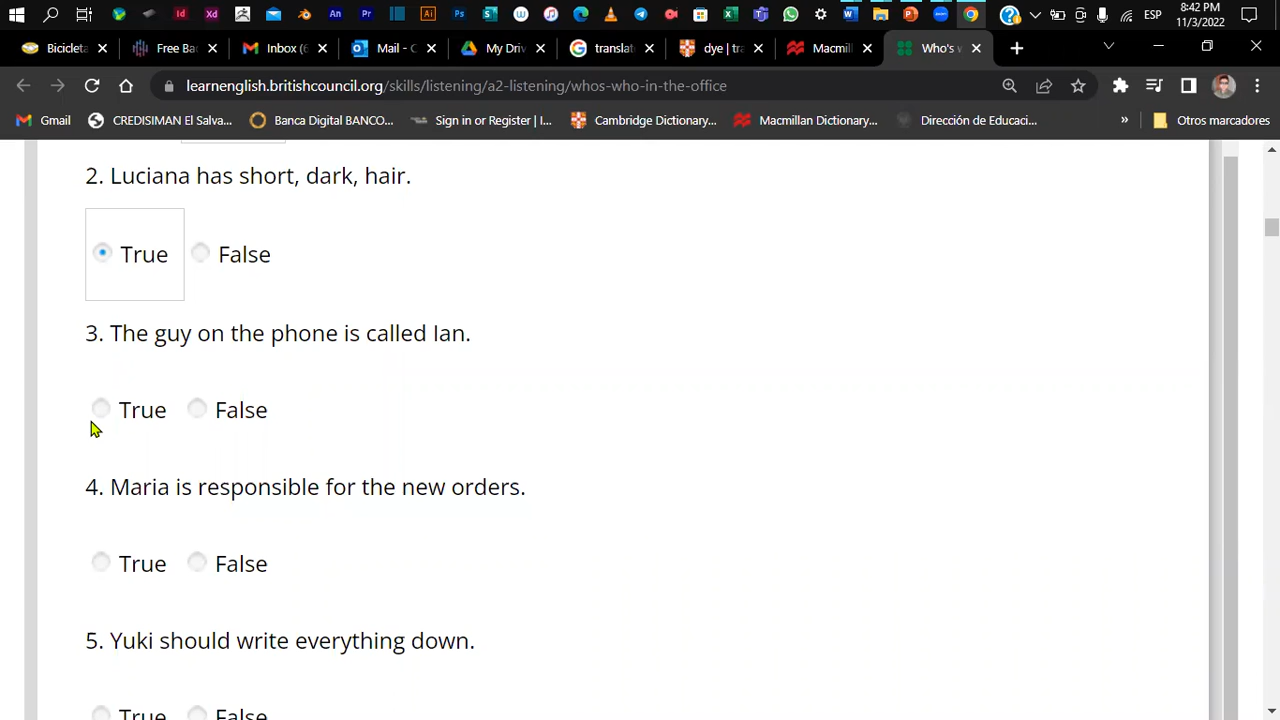 8:42 PM
ESP
11/3/2022
Bicicleta
Free Ba
Inbox (6
Mail - C
My Driv
translat
dye | tra
Macmil
Who's w
learnenglish.britishcouncil.org/skills/listening/a2-listening/whos-who-in-the-office
Gmail
CREDISIMAN El Salva...
Banca Digital BANCO...
Sign in or Register | I...
Cambridge Dictionary...
Macmillan Dictionary...
Dirección de Educaci...
»
Otros marcadores
2. Luciana has short, dark, hair.
True False
3. The guy on the phone is called Ian.
True False
4. Maria is responsible for the new orders.
True False
5. Yuki should write everything down.
True False